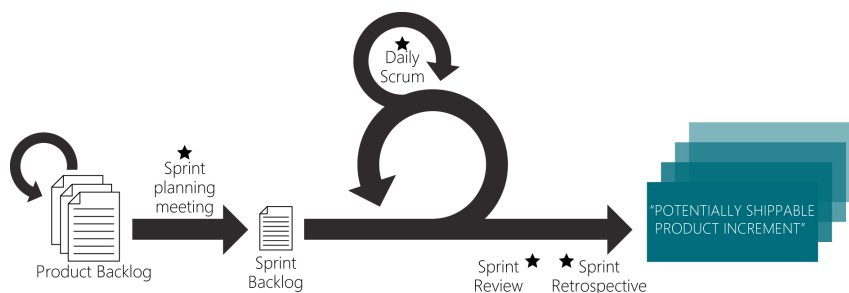 Daily
Scrum
Sprint
planning
meeting
Product Backlog
Sprint
Backlog
Sprint
Review
Sprint
Retrospective
"POTENTIALLY SHIPPABLE
PRODUCT INCREMENT"